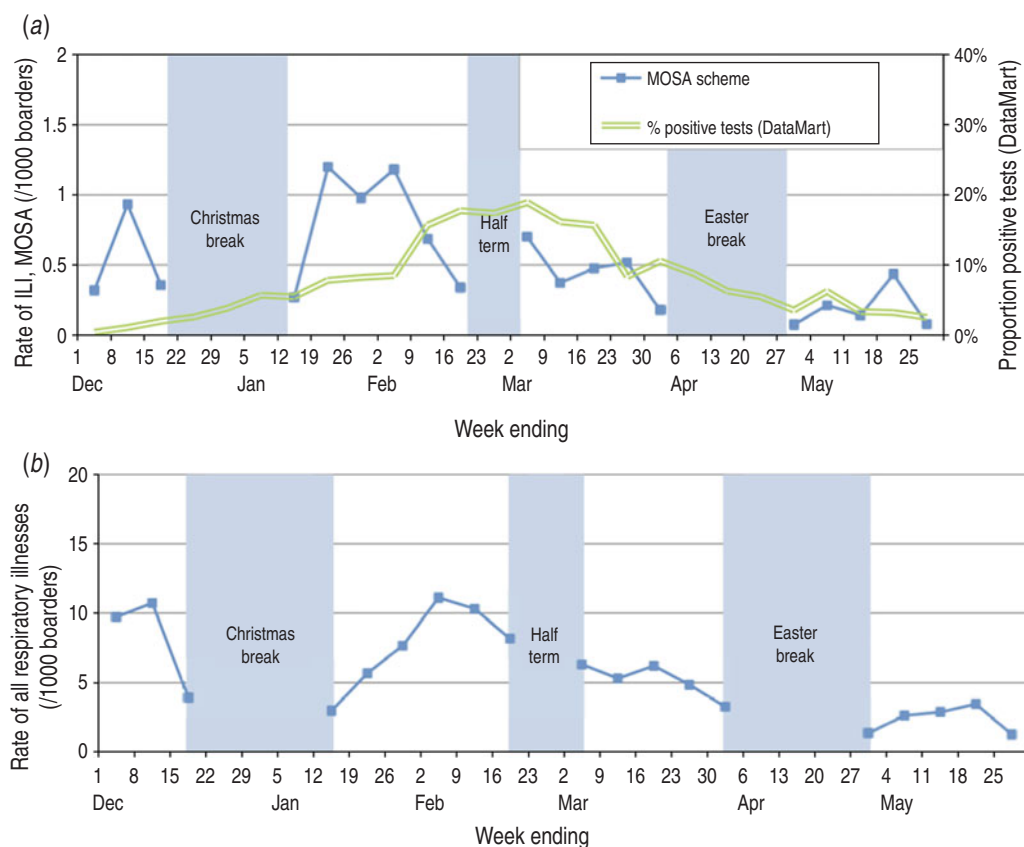 (a)
Rate of ILI, MOSA (/1000 boarders)
2
1.5
1
0.5
0
40%
30%
20%
10%
0%
Proportion positive tests (DataMart)
MOSA scheme
% positive tests (DataMart)
Christmas
break
Half
term
Easter
break
1 8 15 22 29 5 12 19 26 2 9 16 23 2 9 16 23 30 6 13 20 27 4 11 18 25
Dec Jan Feb Mar Apr May
Week ending
(b)
Rate of all respiratory illnesses
(/1000 boarders)
20
15
10
5
0
Christmas
break
Half
term
Easter
break
1 8 15 22 29 5 12 19 26 2 9 16 23 2 9 16 23 30 6 13 20 27 4 11 18 25
Dec Jan Feb Mar Apr May
Week ending